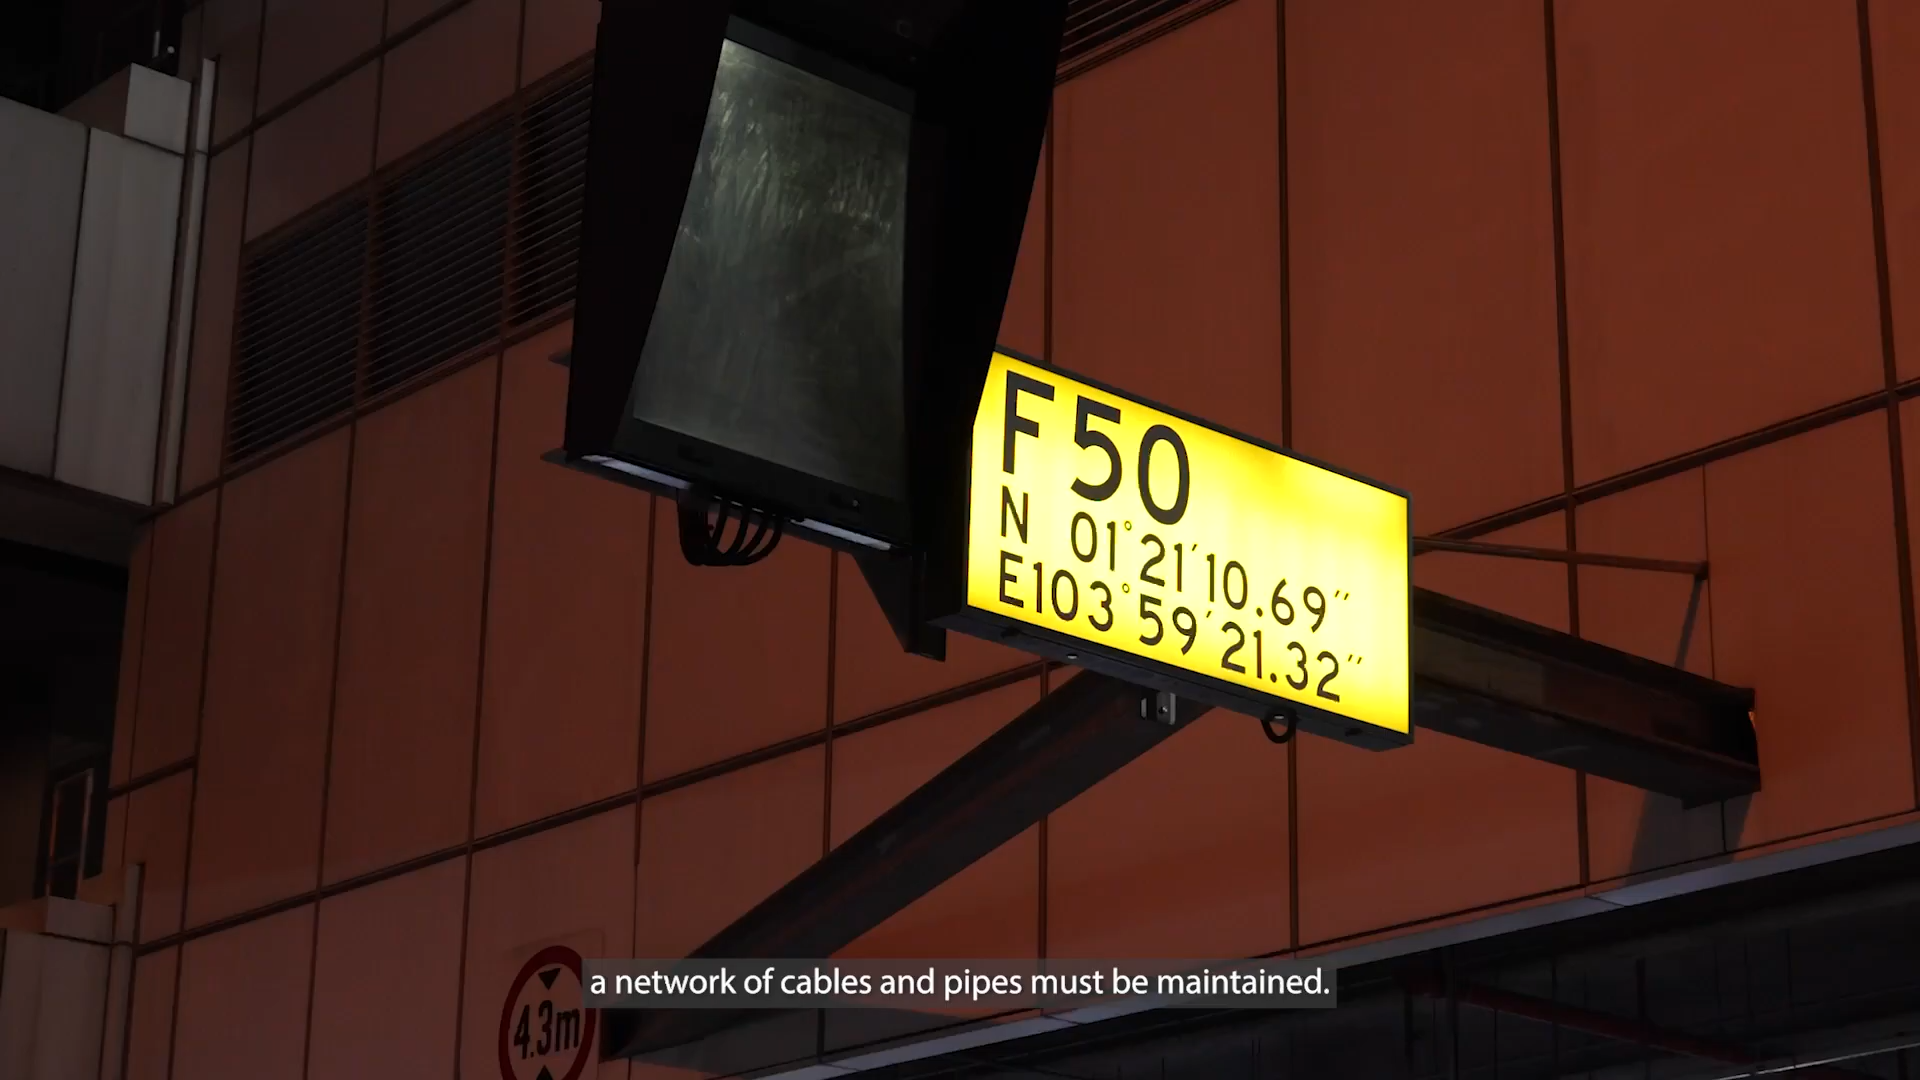 F50
N 01°21′10.69″
E103°59′21.32″
a network of cables and pipes must be maintained.
4.3m